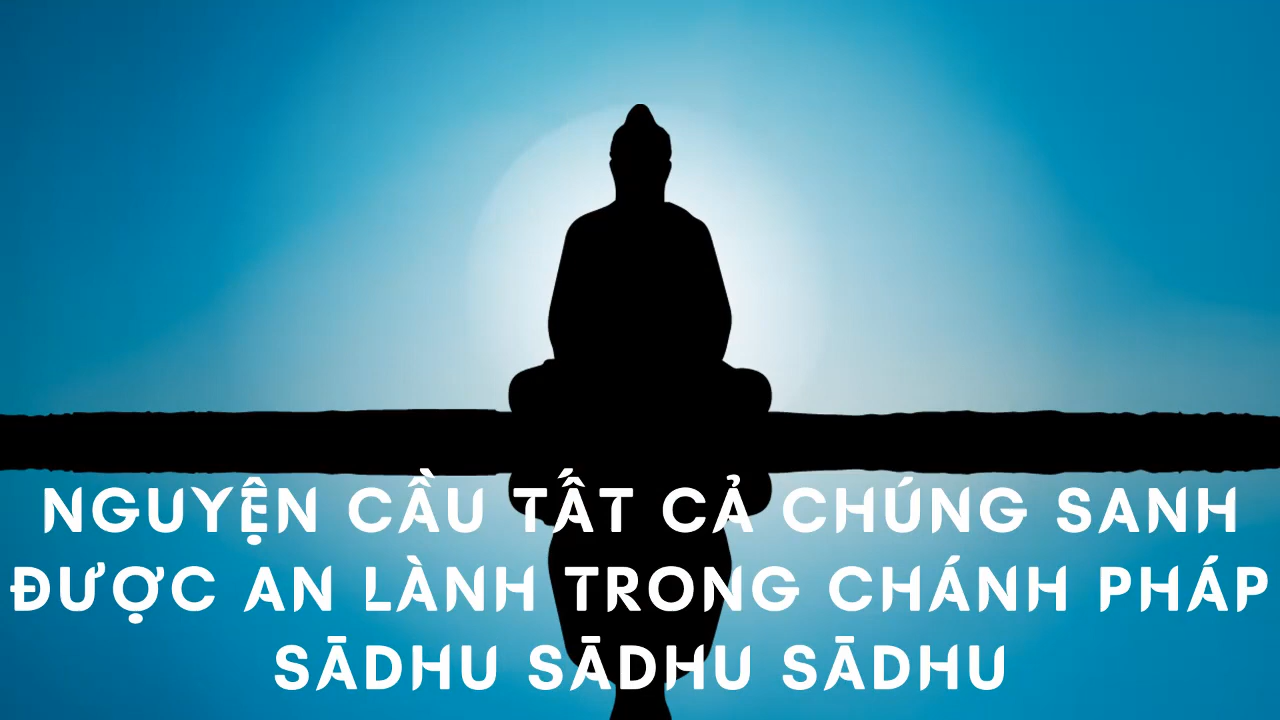 NGUYỆN CẦU TẤT CẢ CHÚNG SANH
ĐƯỢC AN LÀNH TRONG CHÁNH PHÁP
SĀDHU SĀDHU SĀDHU